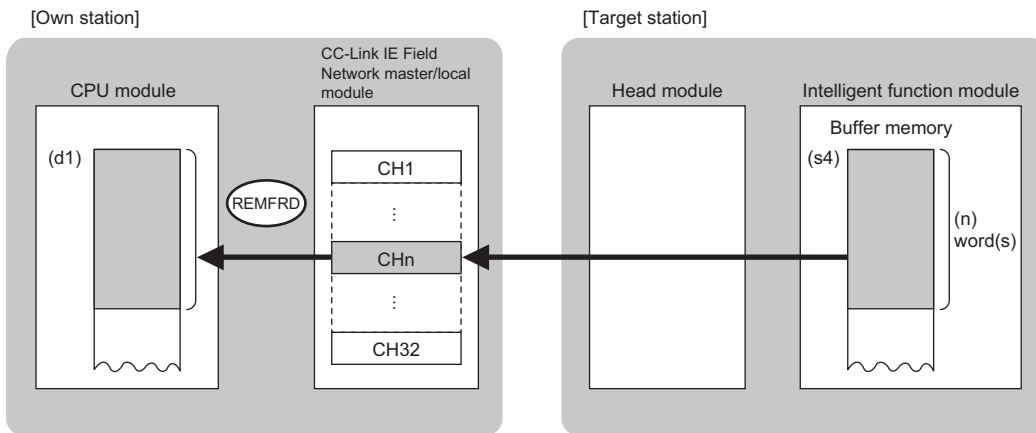 [Own station]
[Target station]
CPU module
CC-Link IE Field
Network master/local
module
Head module
Intelligent function module
Buffer memory
(d1)
REMFRD
CH1
⋮
CHn
⋮
CH32
(s4)
(n)
word(s)